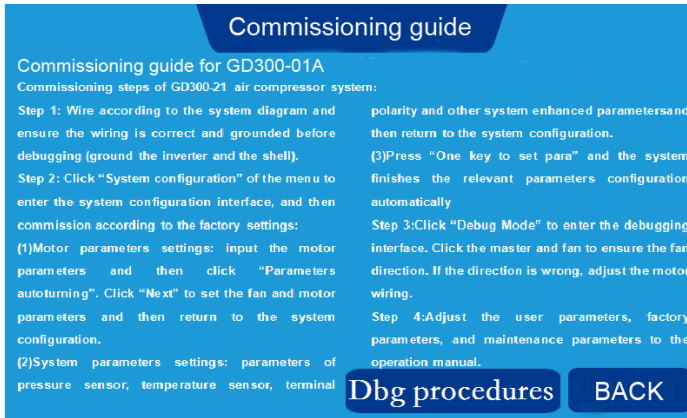 Commissioning guide
Commissioning guide for GD300-01A
Commissioning steps of GD300-21 air compressor system:
Step 1: Wire according to the system diagram and
ensure the wiring is correct and grounded before
debugging (ground the inverter and the shell).
Step 2: Click “System configuration” of the menu to
enter the system configuration interface, and then
commission according to the factory settings:
(1)Motor parameters settings: input the motor
parameters and then click “Parameters
autoturning”. Click “Next” to set the fan and motor
parameters and then return to the system
configuration.
(2)System parameters settings: parameters of
pressure sensor, temperature sensor, terminal
polarity and other system enhanced parametersand
then return to the system configuration.
(3)Press “One key to set para” and the system
finishes the relevant parameters configuration
automatically
Step 3:Click “Debug Mode” to enter the debugging
interface. Click the master and fan to ensure the fan
direction. If the direction is wrong, adjust the motor
wiring.
Step 4:Adjust the user parameters, factory
parameters, and maintenance parameters to the
operation manual.
Dbg procedures
BACK